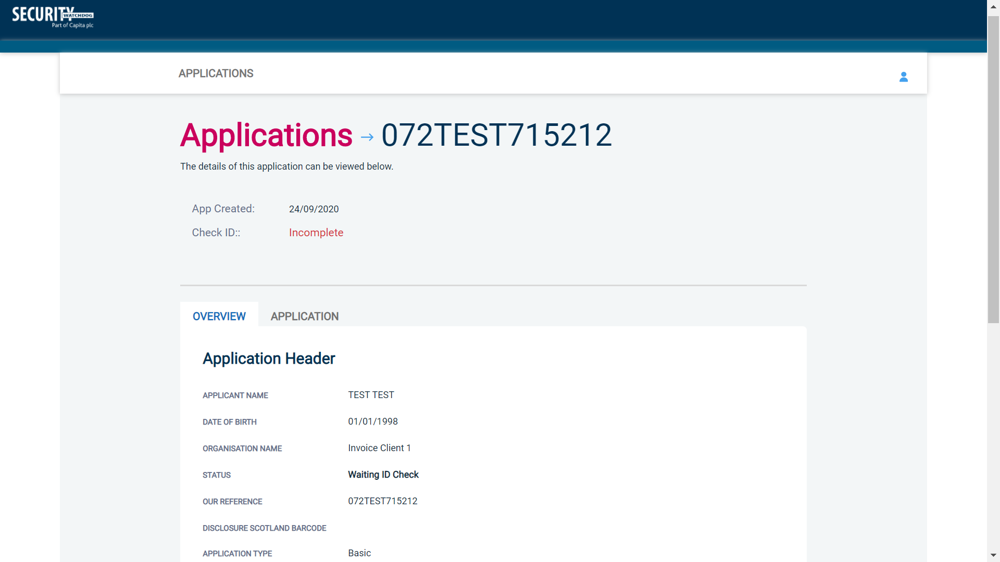 SECURITY
WATCHDOG
Part of Capita plc
APPLICATIONS
Applications → 072TEST715212
The details of this application can be viewed below.
App Created: 24/09/2020
Check ID:: Incomplete
OVERVIEW APPLICATION
Application Header
APPLICANT NAME TEST TEST
DATE OF BIRTH 01/01/1998
ORGANISATION NAME Invoice Client 1
STATUS Waiting ID Check
OUR REFERENCE 072TEST715212
DISCLOSURE SCOTLAND BARCODE
APPLICATION TYPE Basic